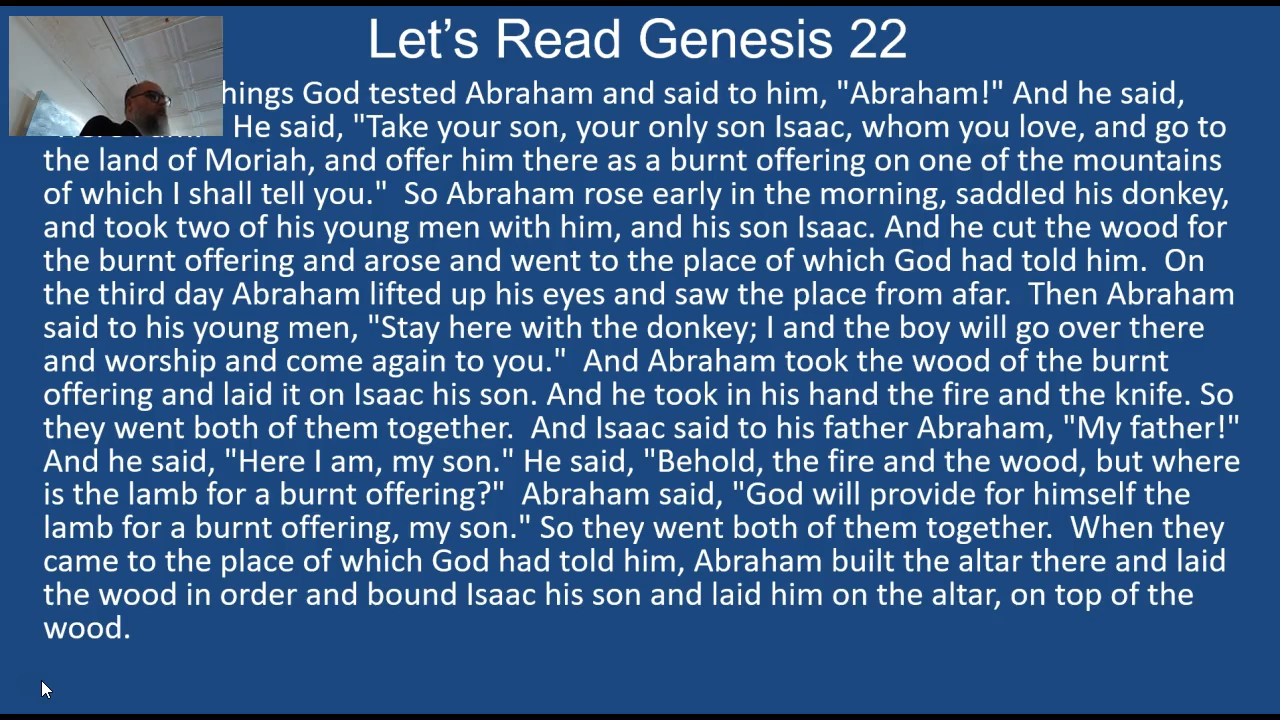 Let's Read Genesis 22
hings God tested Abraham and said to him, "Abraham!" And he said,
He said, "Take your son, your only son Isaac, whom you love, and go to
the land of Moriah, and offer him there as a burnt offering on one of the mountains
of which I shall tell you."  So Abraham rose early in the morning, saddled his donkey,
and took two of his young men with him, and his son Isaac. And he cut the wood for
the burnt offering and arose and went to the place of which God had told him.  On
the third day Abraham lifted up his eyes and saw the place from afar.  Then Abraham
said to his young men, "Stay here with the donkey; I and the boy will go over there
and worship and come again to you."  And Abraham took the wood of the burnt
offering and laid it on Isaac his son. And he took in his hand the fire and the knife. So
they went both of them together.  And Isaac said to his father Abraham, "My father!"
And he said, "Here I am, my son." He said, "Behold, the fire and the wood, but where
is the lamb for a burnt offering?"  Abraham said, "God will provide for himself the
lamb for a burnt offering, my son." So they went both of them together.  When they
came to the place of which God had told him, Abraham built the altar there and laid
the wood in order and bound Isaac his son and laid him on the altar, on top of the
wood.